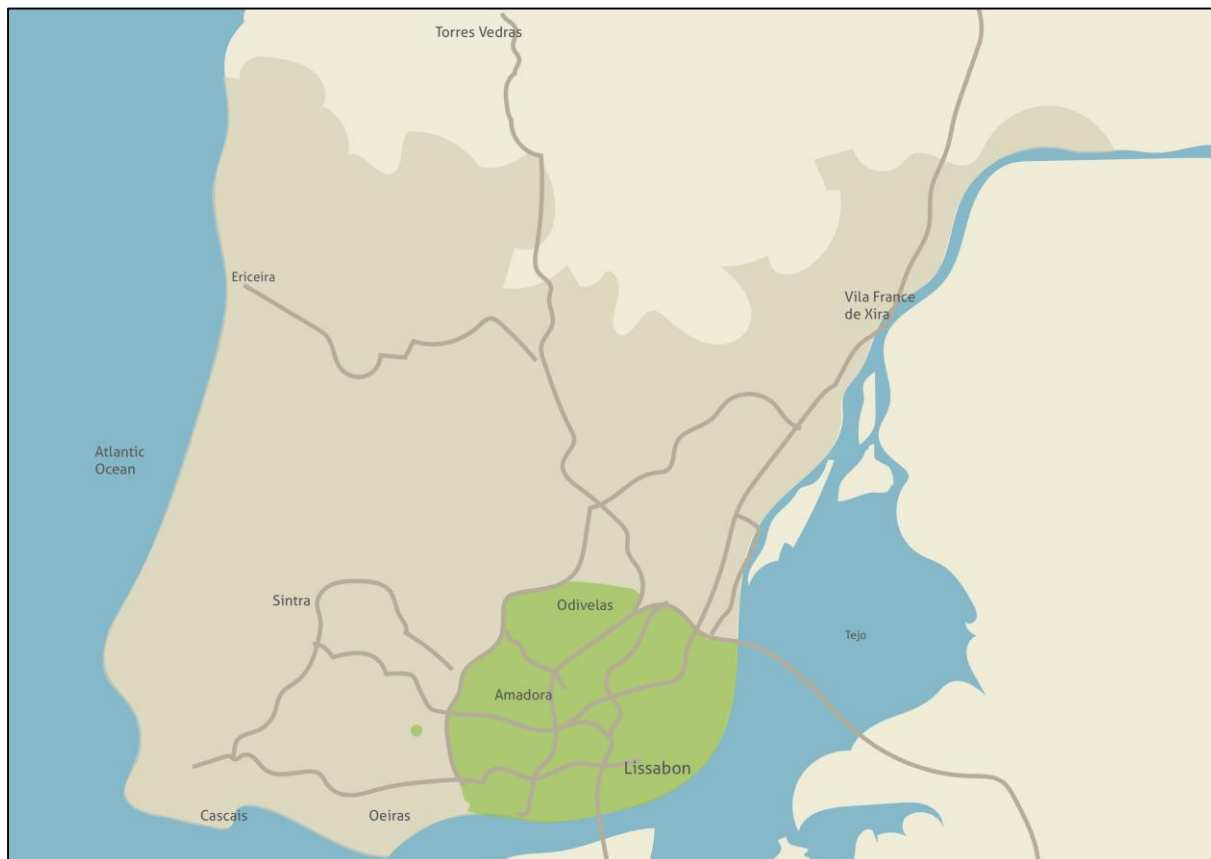 Torres Vedras
Ericeira
Vila France
de Xira
Atlantic
Ocean
Sintra
Odivelas
Tejo
Amadora
Lissabon
Cascais
Oeiras